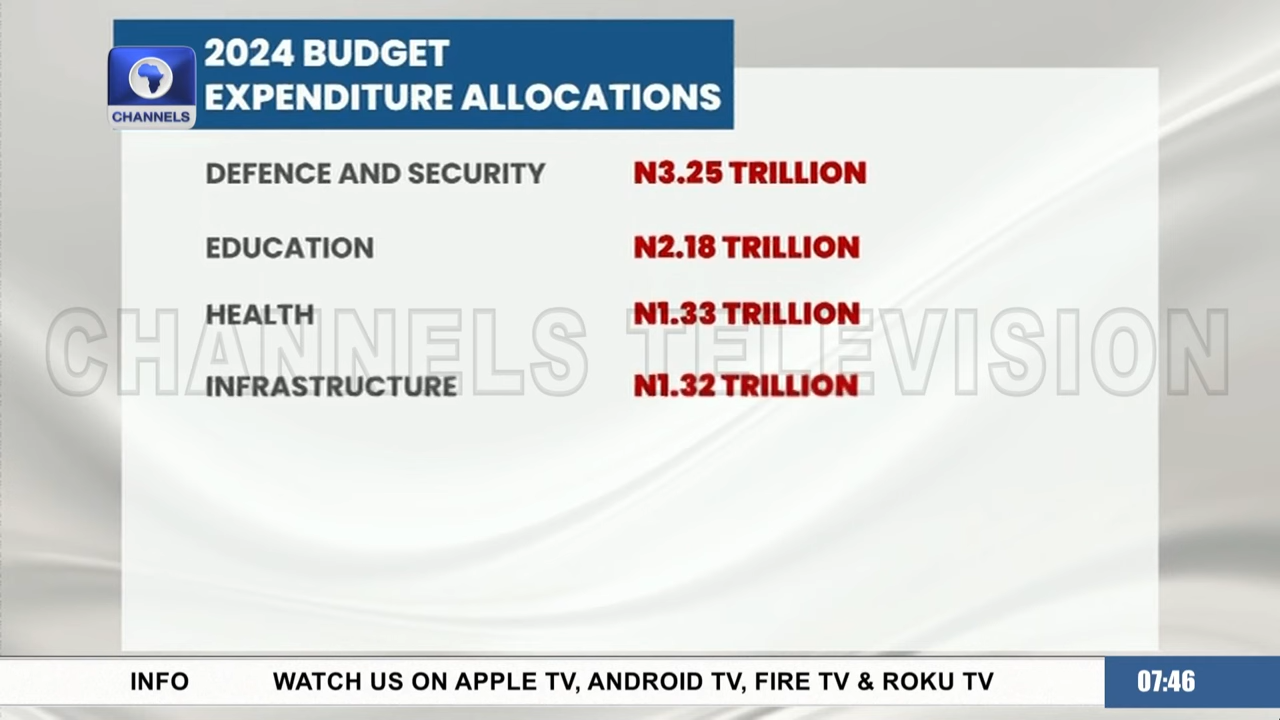 2024 BUDGET
EXPENDITURE ALLOCATIONS
CHANNELS
DEFENCE AND SECURITY N3.25 TRILLION
EDUCATION N2.18 TRILLION
HEALTH N1.33 TRILLION
CHANNELS TELEVISION
INFRASTRUCTURE N1.32 TRILLION
INFO WATCH US ON APPLE TV, ANDROID TV, FIRE TV & ROKU TV 07:46